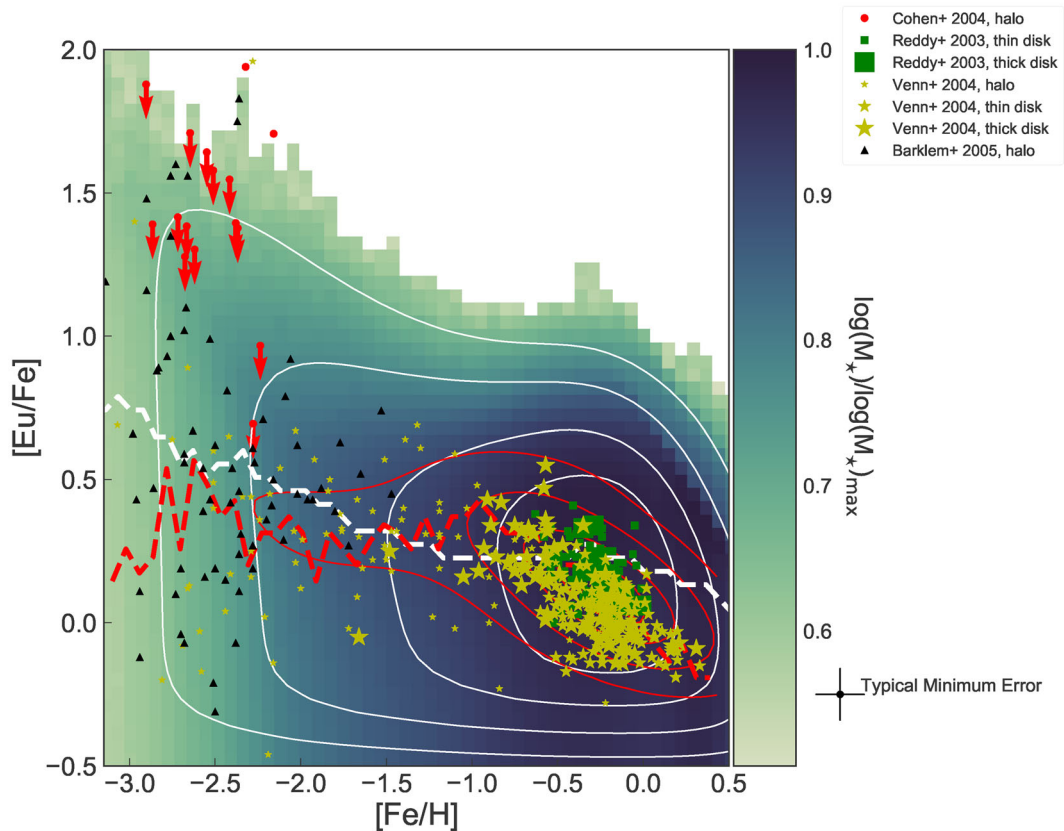 Cohen+ 2004, halo
Reddy+ 2003, thin disk
Reddy+ 2003, thick disk
Venn+ 2004, halo
Venn+ 2004, thin disk
Venn+ 2004, thick disk
Barklem+ 2005, halo
2.0
1.5
1.0
0.5
0.0
−0.5
[Eu/Fe]
−3.0
−2.5
−2.0
−1.5
−1.0
−0.5
0.0
0.5
[Fe/H]
1.0
0.9
0.8
0.7
0.6
log(M★)/log(M★)max
Typical Minimum Error